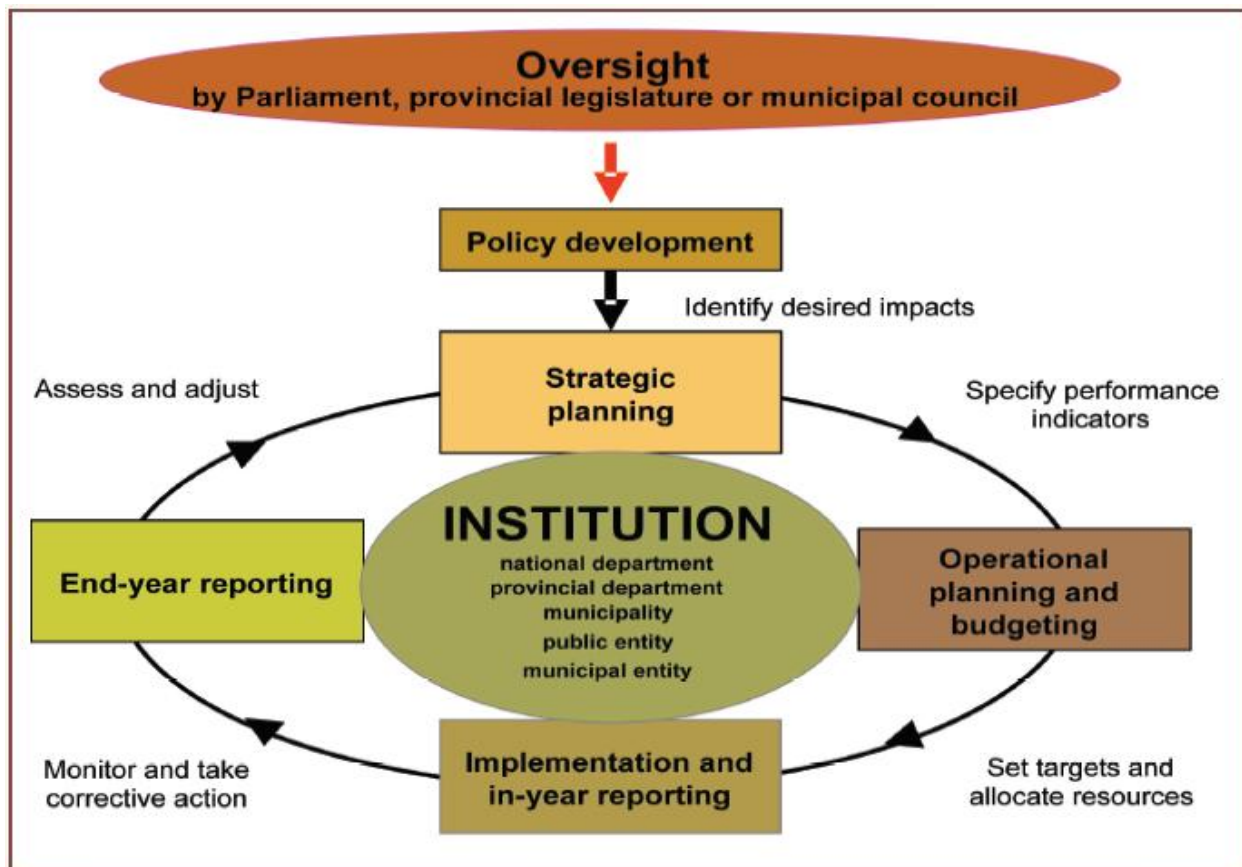 Oversight
by Parliament, provincial legislature or municipal council
Policy development
Identify desired impacts
Strategic
planning
Assess and adjust
Specify performance
indicators
INSTITUTION
national department
provincial department
municipality
public entity
municipal entity
End-year reporting
Operational
planning and
budgeting
Implementation and
in-year reporting
Monitor and take
corrective action
Set targets and
allocate resources